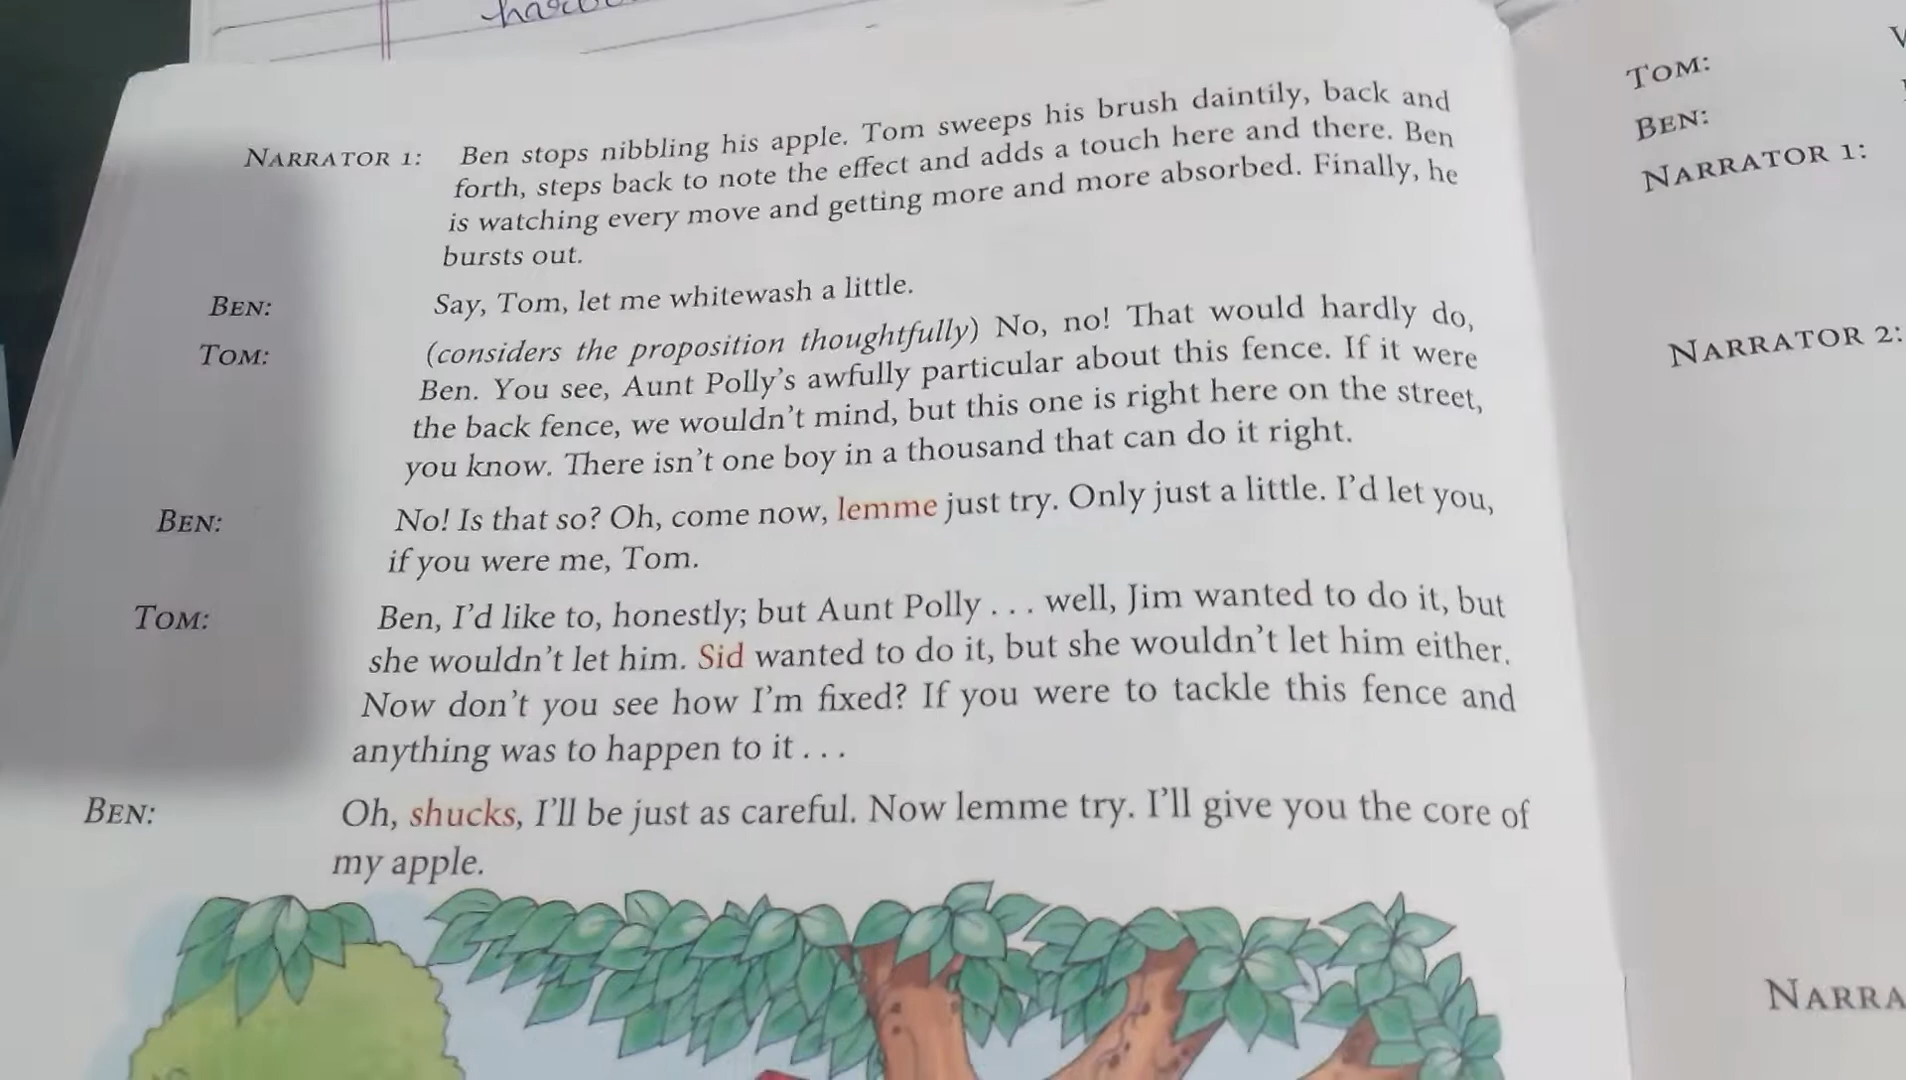 NARRATOR 1: Ben stops nibbling his apple. Tom sweeps his brush daintily, back and
forth, steps back to note the effect and adds a touch here and there. Ben
is watching every move and getting more and more absorbed. Finally, he
bursts out.
BEN: Say, Tom, let me whitewash a little.
TOM: (considers the proposition thoughtfully) No, no! That would hardly do,
Ben. You see, Aunt Polly's awfully particular about this fence. If it were
the back fence, we wouldn't mind, but this one is right here on the street,
you know. There isn't one boy in a thousand that can do it right.
BEN: No! Is that so? Oh, come now, lemme just try. Only just a little. I'd let you,
if you were me, Tom.
TOM: Ben, I'd like to, honestly; but Aunt Polly . . . well, Jim wanted to do it, but
she wouldn't let him. Sid wanted to do it, but she wouldn't let him either.
Now don't you see how I'm fixed? If you were to tackle this fence and
anything was to happen to it . . .
BEN: Oh, shucks, I'll be just as careful. Now lemme try. I'll give you the core of
my apple.
TOM:
BEN:
NARRATOR 1:
NARRATOR 2: